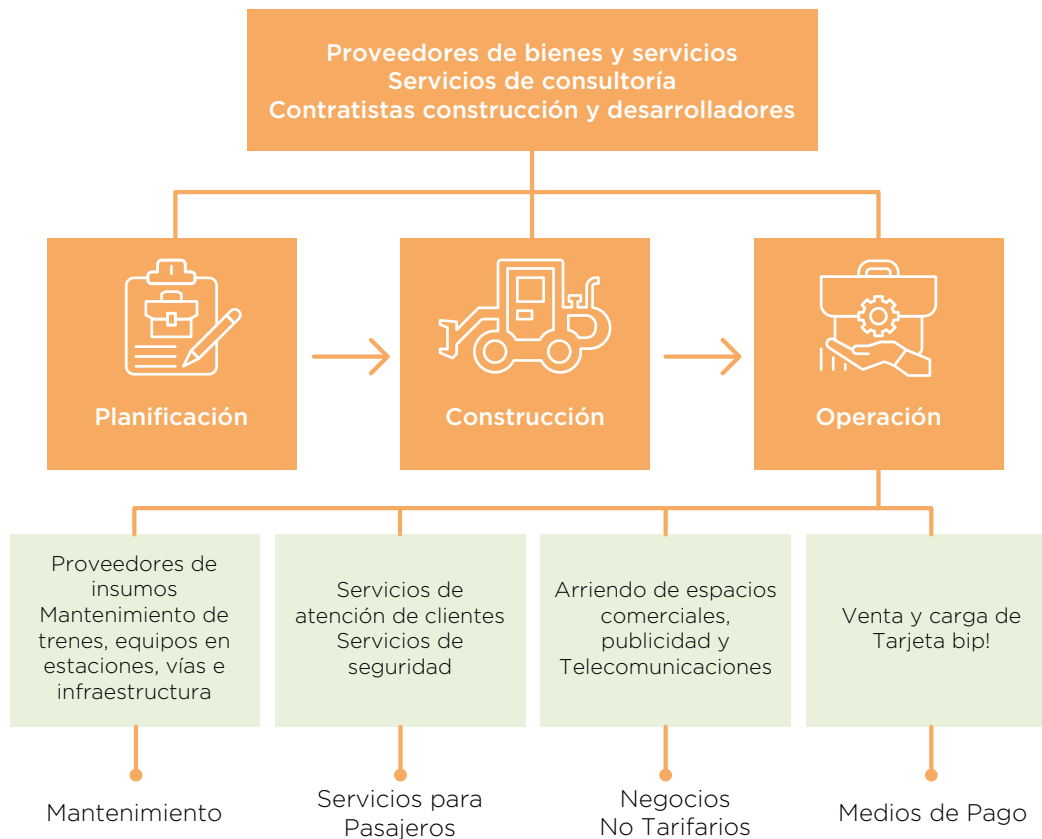 Proveedores de bienes y servicios
Servicios de consultoría
Contratistas construcción y desarrolladores
Planificación
Construcción
Operación
Proveedores de
insumos
Mantenimiento de
trenes, equipos en
estaciones, vías e
infraestructura
Servicios de
atención de clientes
Servicios de
seguridad
Arriendo de espacios
comerciales,
publicidad y
Telecomunicaciones
Venta y carga de
Tarjeta bip!
Mantenimiento
Servicios para
Pasajeros
Negocios
No Tarifarios
Medios de Pago